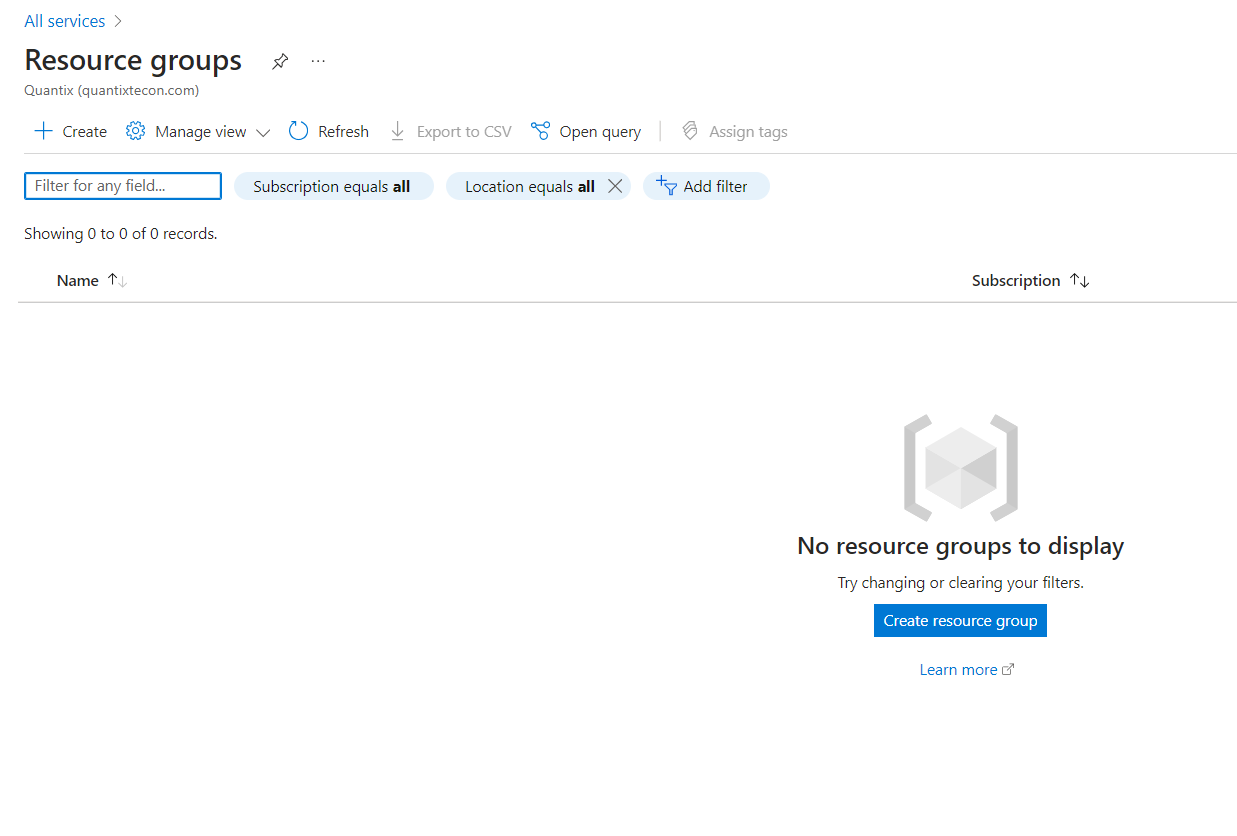 All services
Resource groups
Quantix (quantixtecon.com)
Create Manage view Refresh Export to CSV Open query Assign tags
Filter for any field... Subscription equals all Location equals all Add filter
Showing 0 to 0 of 0 records.
Name Subscription
No resource groups to display
Try changing or clearing your filters.
Create resource group
Learn more